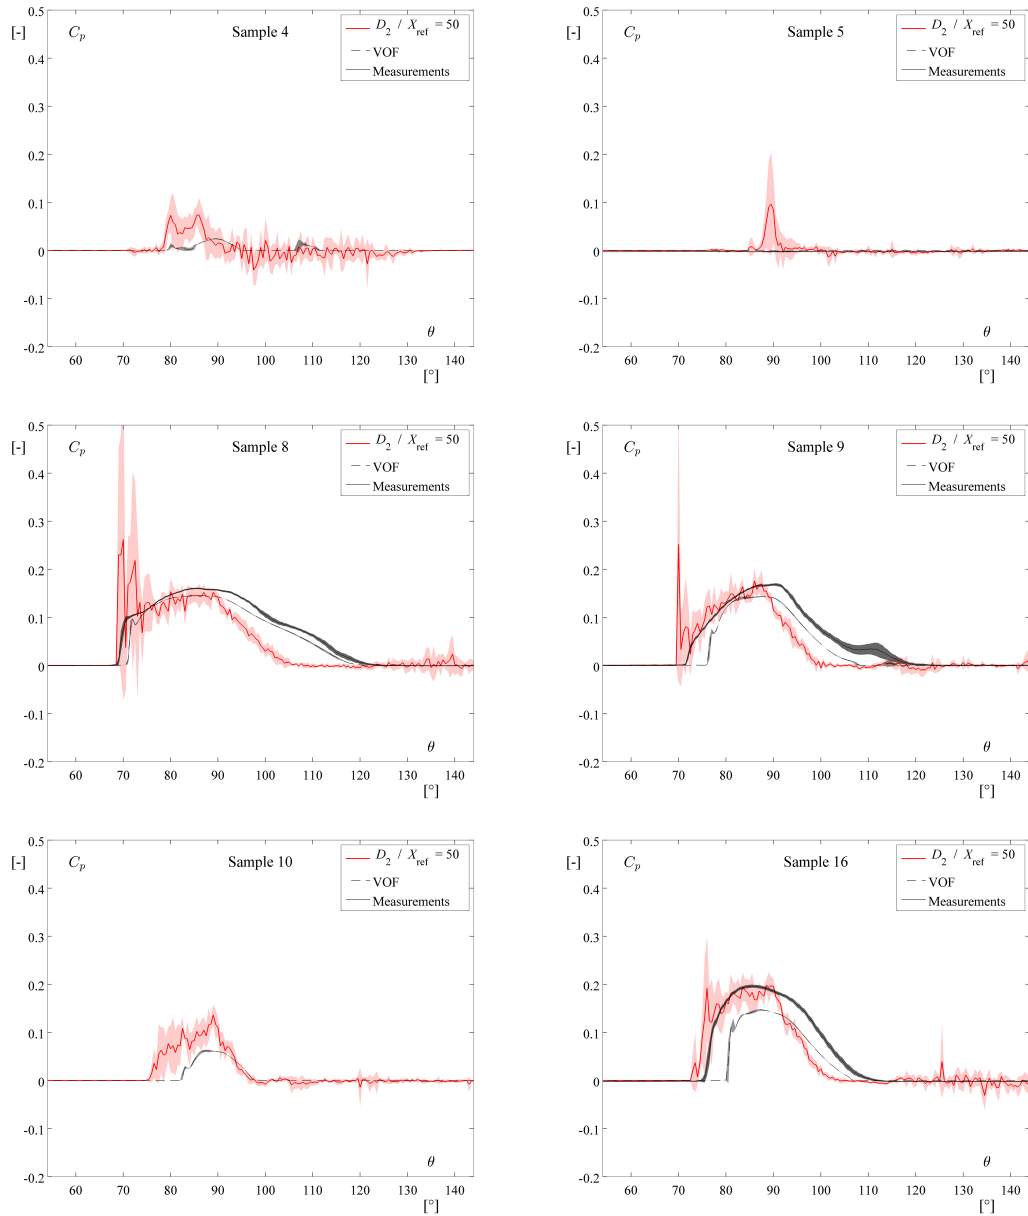 [-] C_p Sample 4
D_2 / X_ref = 50
VOF
Measurements
0.5
0.4
0.3
0.2
0.1
0
-0.1
-0.2
θ
60 70 80 90 100 110 120 130 140
[°]
[-] C_p Sample 5
D_2 / X_ref = 50
VOF
Measurements
0.5
0.4
0.3
0.2
0.1
0
-0.1
-0.2
θ
60 70 80 90 100 110 120 130 140
[°]
[-] C_p Sample 8
D_2 / X_ref = 50
VOF
Measurements
0.5
0.4
0.3
0.2
0.1
0
-0.1
-0.2
θ
60 70 80 90 100 110 120 130 140
[°]
[-] C_p Sample 9
D_2 / X_ref = 50
VOF
Measurements
0.5
0.4
0.3
0.2
0.1
0
-0.1
-0.2
θ
60 70 80 90 100 110 120 130 140
[°]
[-] C_p Sample 10
D_2 / X_ref = 50
VOF
Measurements
0.5
0.4
0.3
0.2
0.1
0
-0.1
-0.2
θ
60 70 80 90 100 110 120 130 140
[°]
[-] C_p Sample 16
D_2 / X_ref = 50
VOF
Measurements
0.5
0.4
0.3
0.2
0.1
0
-0.1
-0.2
θ
60 70 80 90 100 110 120 130 140
[°]